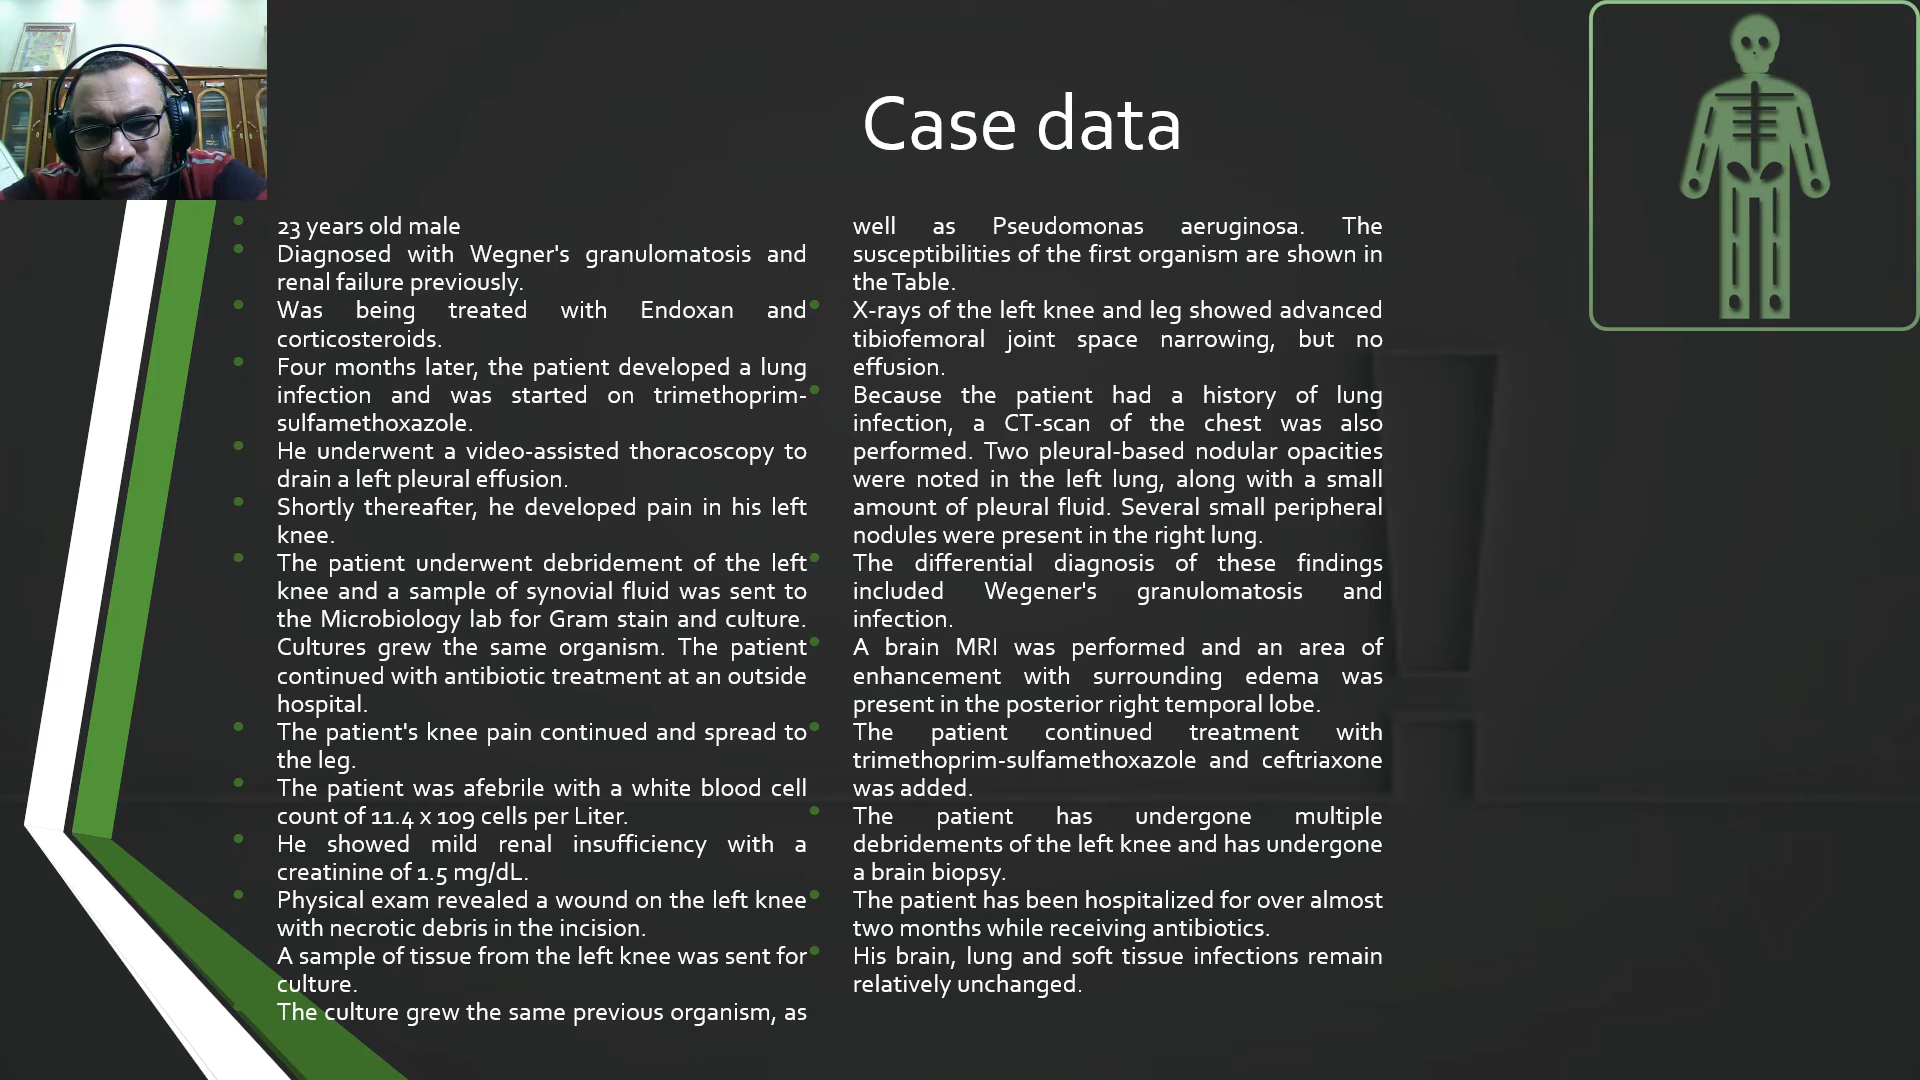 Case data
23 years old male
Diagnosed with Wegner's granulomatosis and
renal failure previously.
Was being treated with Endoxan and
corticosteroids.
Four months later, the patient developed a lung
infection and was started on trimethoprim-
sulfamethoxazole.
He underwent a video-assisted thoracoscopy to
drain a left pleural effusion.
Shortly thereafter, he developed pain in his left
knee.
The patient underwent debridement of the left
knee and a sample of synovial fluid was sent to
the Microbiology lab for Gram stain and culture.
Cultures grew the same organism. The patient
continued with antibiotic treatment at an outside
hospital.
The patient's knee pain continued and spread to
the leg.
The patient was afebrile with a white blood cell
count of 11.4 x 109 cells per Liter.
He showed mild renal insufficiency with a
creatinine of 1.5 mg/dL.
Physical exam revealed a wound on the left knee
with necrotic debris in the incision.
A sample of tissue from the left knee was sent for
culture.
The culture grew the same previous organism, as
well as Pseudomonas aeruginosa. The
susceptibilities of the first organism are shown in
the Table.
X-rays of the left knee and leg showed advanced
tibiofemoral joint space narrowing, but no
effusion.
Because the patient had a history of lung
infection, a CT-scan of the chest was also
performed. Two pleural-based nodular opacities
were noted in the left lung, along with a small
amount of pleural fluid. Several small peripheral
nodules were present in the right lung.
The differential diagnosis of these findings
included Wegener's granulomatosis and
infection.
A brain MRI was performed and an area of
enhancement with surrounding edema was
present in the posterior right temporal lobe.
The patient continued treatment with
trimethoprim-sulfamethoxazole and ceftriaxone
was added.
The patient has undergone multiple
debridements of the left knee and has undergone
a brain biopsy.
The patient has been hospitalized for over almost
two months while receiving antibiotics.
His brain, lung and soft tissue infections remain
relatively unchanged.